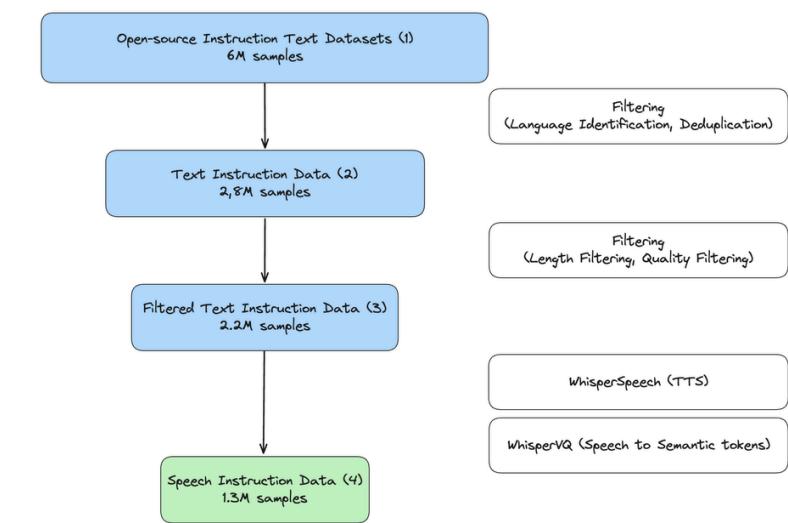 Open-source Instruction Text Datasets (1)
6M samples
Filtering
(Language Identification, Deduplication)
Text Instruction Data (2)
2,8M samples
Filtering
(Length Filtering, Quality Filtering)
Filtered Text Instruction Data (3)
2.2M samples
WhisperSpeech (TTS)
WhisperVQ (Speech to Semantic tokens)
Speech Instruction Data (4)
1.3M samples